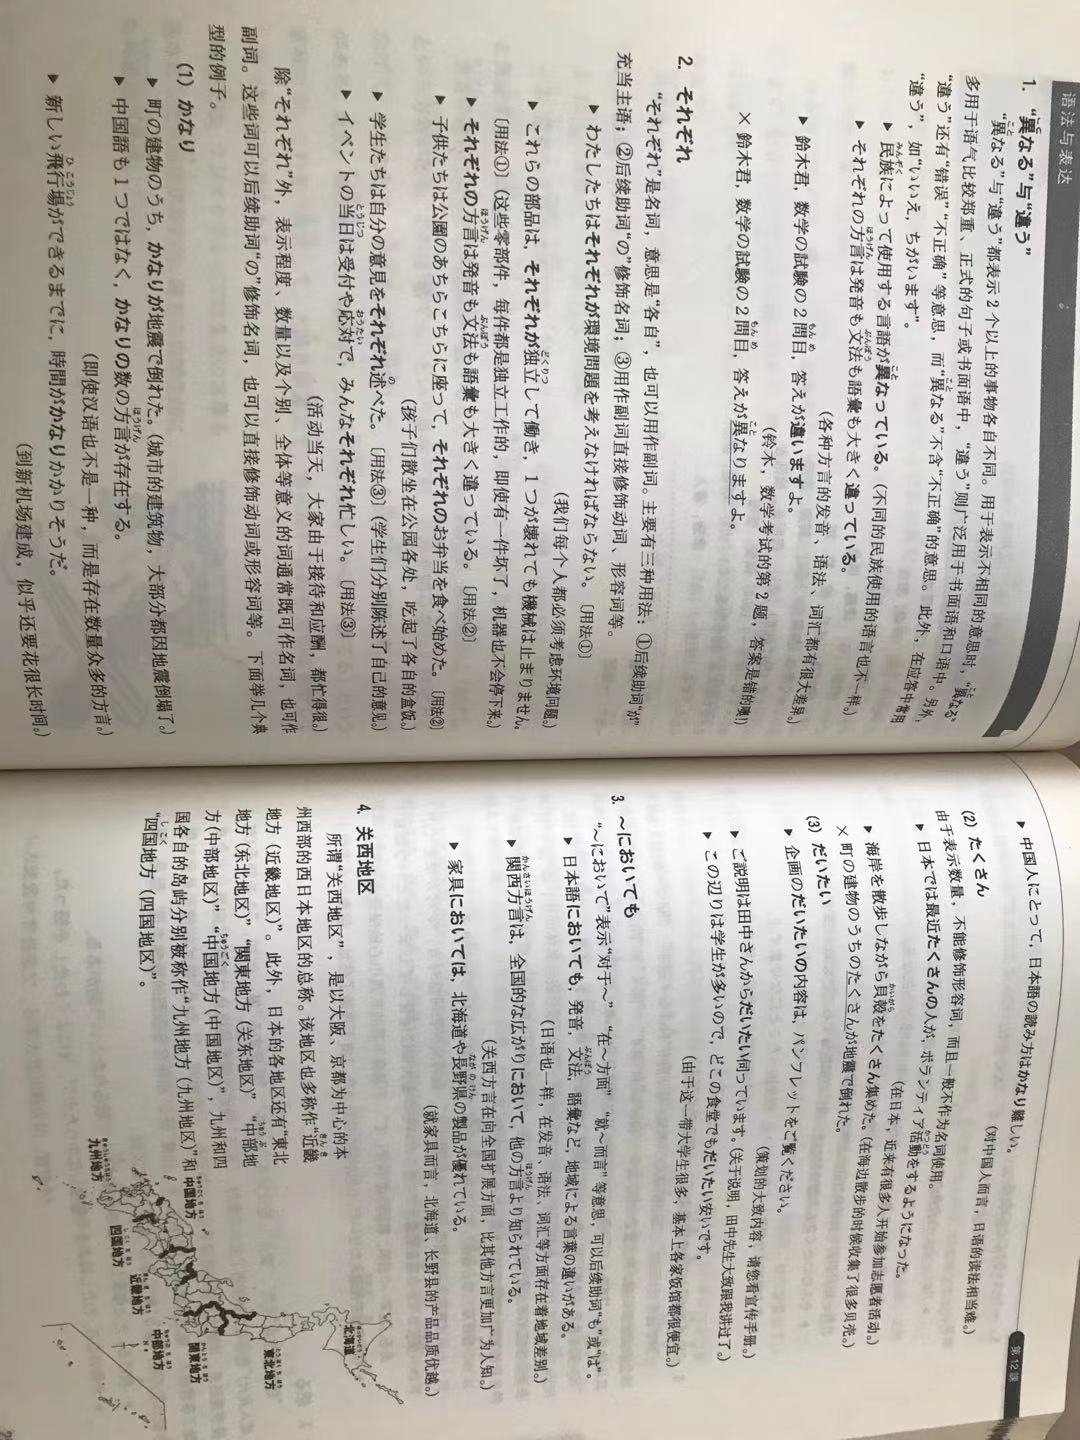 语法与表达
1. “異なる”与“違う”
“異なる”与“違う”都表示2个以上的事物各自不同。用于表示不相同的意思时，“異なる”
多用于语气比较郑重、正式的句子或书面语中，“違う”则广泛用于书面语和口语中。另外，
“違う”还有“错误”“不正确”等意思，而“異なる”不含“不正确”的意思。此外，在应答中常用
“違う”，如“いいえ，ちがいます”。
▶ 民族によって使用する言語が異なっている。(不同的民族使用的语言也不一样。)
▶ それぞれの方言は発音も文法も語彙も大きく違っている。
(各种方言的发音、语法、词汇都有很大差异。)
▶ 鈴木君，数学の試験の2問目，答えが違いますよ。
(铃木，数学考试的第2题，答案是错的噢!)
× 鈴木君，数学の試験の2問目，答えが異なりますよ。
2. それぞれ
“それぞれ”是名词，意思是“各自”，也可以用作副词。主要有三种用法：①后续助词“が”
充当主语；②后续助词“の”修饰名词；③用作副词直接修饰动词、形容词等。
▶ わたしたちはそれぞれが環境問題を考えなければならない。〔用法①〕
(我们每个人都必须考虑环境问题。)
▶ これらの部品は，それぞれが独立して働き，1つが壊れても機械は止まりません。
〔用法①〕(这些零部件，每件都是独立工作的，即使有一件坏了，机器也不会停下来。)
▶ それぞれの方言は発音も文法も語彙も大きく違っている。〔用法②〕
▶ 子供たちは公園のあちらこちらに座って，それぞれのお弁当を食べ始めた。〔用法②〕
(孩子们散坐在公园各处，吃起了各自的盒饭。)
▶ 学生たちは自分の意見をそれぞれ述べた。〔用法③〕(学生们分别陈述了自己的意见。)
▶ イベントの当日は受付や応対で，みんなそれぞれ忙しい。〔用法③〕
(活动当天，大家由于接待和应酬，都忙得很。)
除“それぞれ”外，表示程度、数量以及个别、全体等意义的词通常既可作名词，也可作
副词。这些词可以后续助词“の”修饰名词，也可以直接修饰动词或形容词等。下面举几个典
型的例子。
(1) かなり
▶ 町の建物のうち，かなりが地震で倒れた。(城市的建筑物，大部分都因地震倒塌了。)
▶ 中国語も1つではなく，かなりの数の方言が存在する。
(即使汉语也不是一种，而是存在数量众多的方言。)
▶ 新しい飛行場ができるまでに，時間がかなりかかりそうだ。
(到新机场建成，似乎还要花很长时间。)
第12課
▶ 中国人にとって，日本語の読み方はかなり難しい。
(对中国人而言，日语的读法相当难。)
(2) たくさん
由于表示数量，不能修饰形容词，而且一般不作为名词使用。
▶ 日本では最近たくさんの人が，ボランティア活動をするようになった。
(在日本，近来有很多人开始参加志愿者活动。)
▶ 海岸を散歩しながら貝殻をたくさん集めた。(在海边散步的时候收集了很多贝壳。)
× 町の建物のうちのたくさんが地震で倒れた。
(3) だいたい
▶ 企画のだいたいの内容は，パンフレットをご覧ください。
(策划的大致内容，请您看宣传手册。)
▶ ご説明は田中さんからだいたい伺っています。(关于说明，田中先生大致跟我讲过了。)
▶ この辺りは学生が多いので，どこの食堂でもだいたい安いです。
(由于这一带大学生很多，基本上各家饭馆都很便宜。)
3. ～においても
“～において”表示“对于～”“在～方面”“就～而言”等意思，可以后续助词“も”或“は”。
▶ 日本語においても，発音，文法，語彙など，地域による言葉の違いがある。
(日语也一样，在发音、语法、词汇等方面存在着地域差别。)
▶ 関西方言は，全国的な広がりにおいて，他の方言より知られている。
(关西方言在向全国扩展方面，比其他方言更加广为人知。)
▶ 家具においては，北海道や長野県の製品が優れている。
(就家具而言，北海道、长野县的产品品质优越。)
4. 关西地区
所谓“关西地区”，是以大阪、京都为中心的本
州西部的西日本地区的总称。该地区也多称作“近畿
地方(近畿地区)”。此外，日本的各地区还有“東北
地方(东北地区)”“関東地方(关东地区)”“中部地
方(中部地区)”“中国地方(中国地区)”，九州和四
国各自的岛屿分别被称作“九州地方(九州地区)”和
“四国地方(四国地区)”。
北海道
東北地方
関東地方
中部地方
近畿地方
四国地方
中国地方
九州地方